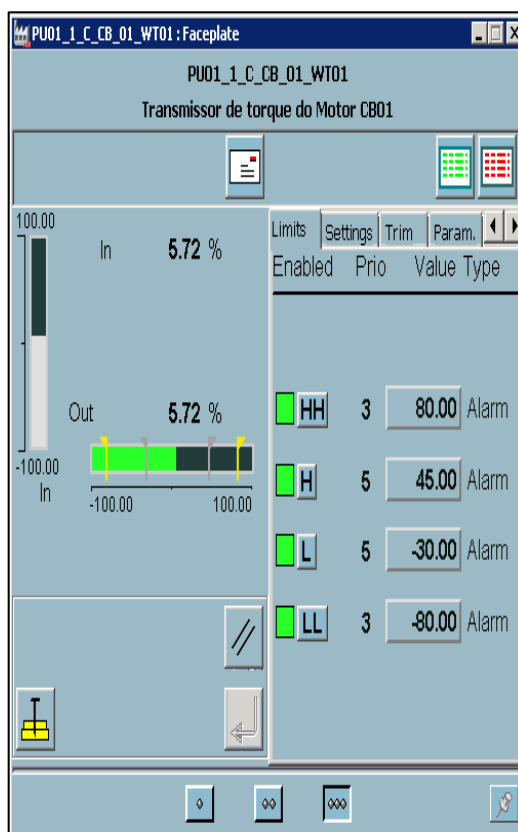 PU01_1_C_CB_01_WT01 : Faceplate
PU01_1_C_CB_01_WT01
Transmissor de torque do Motor CB01
100.00
In 5.72 %
Out 5.72 %
-100.00
In
-100.00 100.00
Limits Settings Trim Param.
Enabled Prio Value Type
HH 3 80.00 Alarm
H 5 45.00 Alarm
L 5 -30.00 Alarm
LL 3 -80.00 Alarm